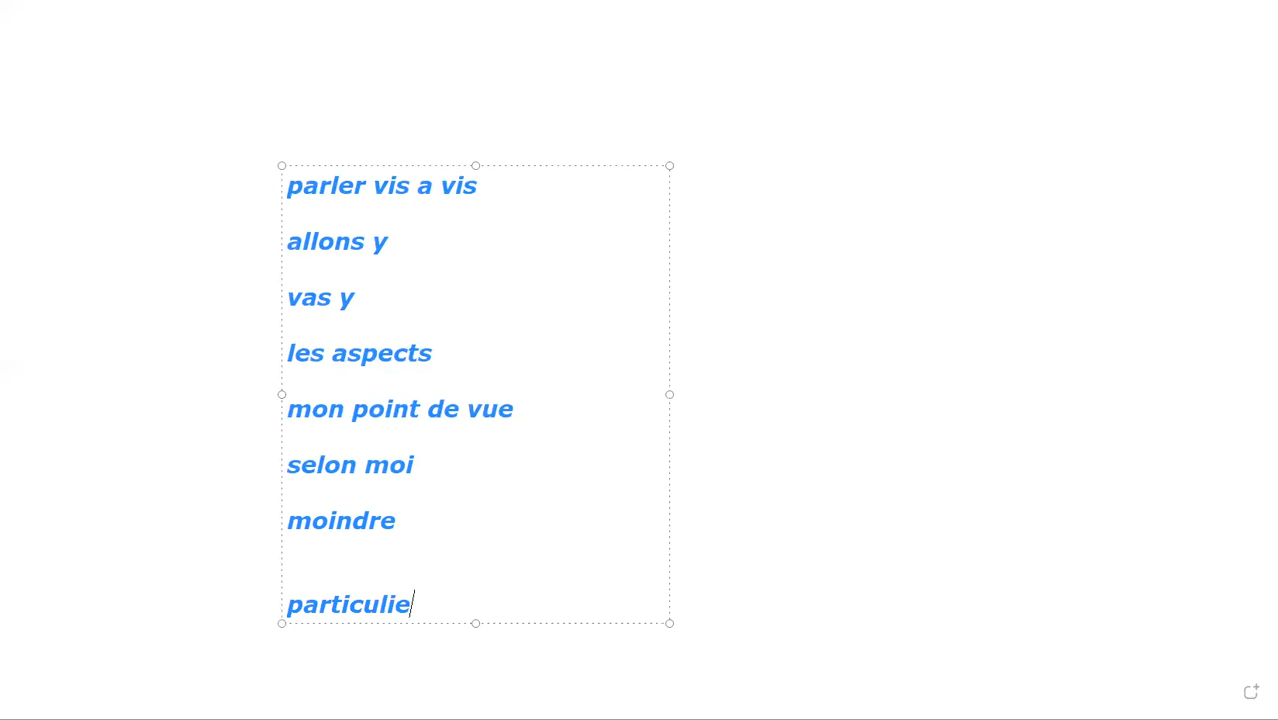 parler vis a vis
allons y
vas y
les aspects
mon point de vue
selon moi
moindre
particulie